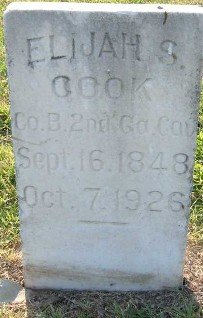 ELIJAH S.
COOK
Co. B. 2nd. Ga. Cav.
Sept. 16. 1848
Oct. 7. 1926